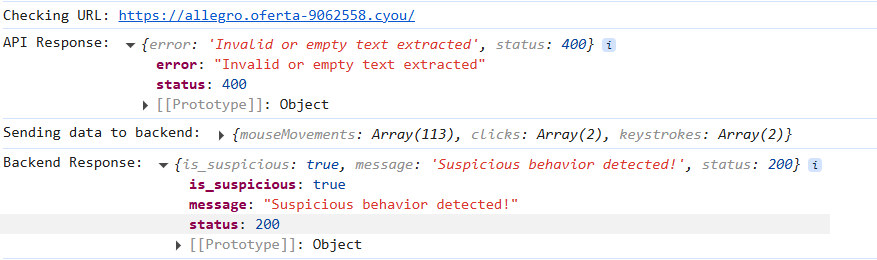 Checking URL: https://allegro.oferta-9062558.cyou/
API Response: ▼ {error: 'Invalid or empty text extracted', status: 400} i
error: "Invalid or empty text extracted"
status: 400
▶ [[Prototype]]: Object
Sending data to backend: ▶ {mouseMovements: Array(113), clicks: Array(2), keystrokes: Array(2)}
Backend Response: ▼ {is_suspicious: true, message: 'Suspicious behavior detected!', status: 200} i
is_suspicious: true
message: "Suspicious behavior detected!"
status: 200
▶ [[Prototype]]: Object